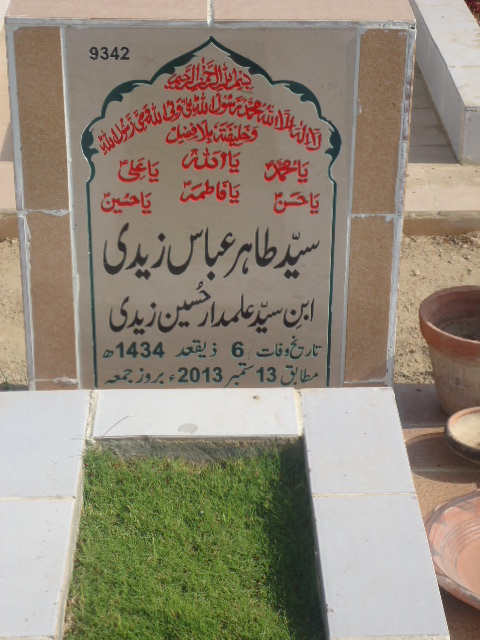 9342
بسم اللہ الرحمن الرحیم
لا الہ الا اللہ محمد رسول اللہ علی ولی اللہ وصی رسول اللہ
وخلیفتہ بلا فصل
یا محمدؐ یا اللہ یا علیؑ
یا حسنؑ یا فاطمہؑ یا حسینؑ
سیّد طاہر عباس زیدی
ابنِ سیّد علمدار حُسین زیدی
تاریخ وفات 6 ذیقعد 1434ھ
مطابق 13 ستمبر 2013ء بروز جمعہ